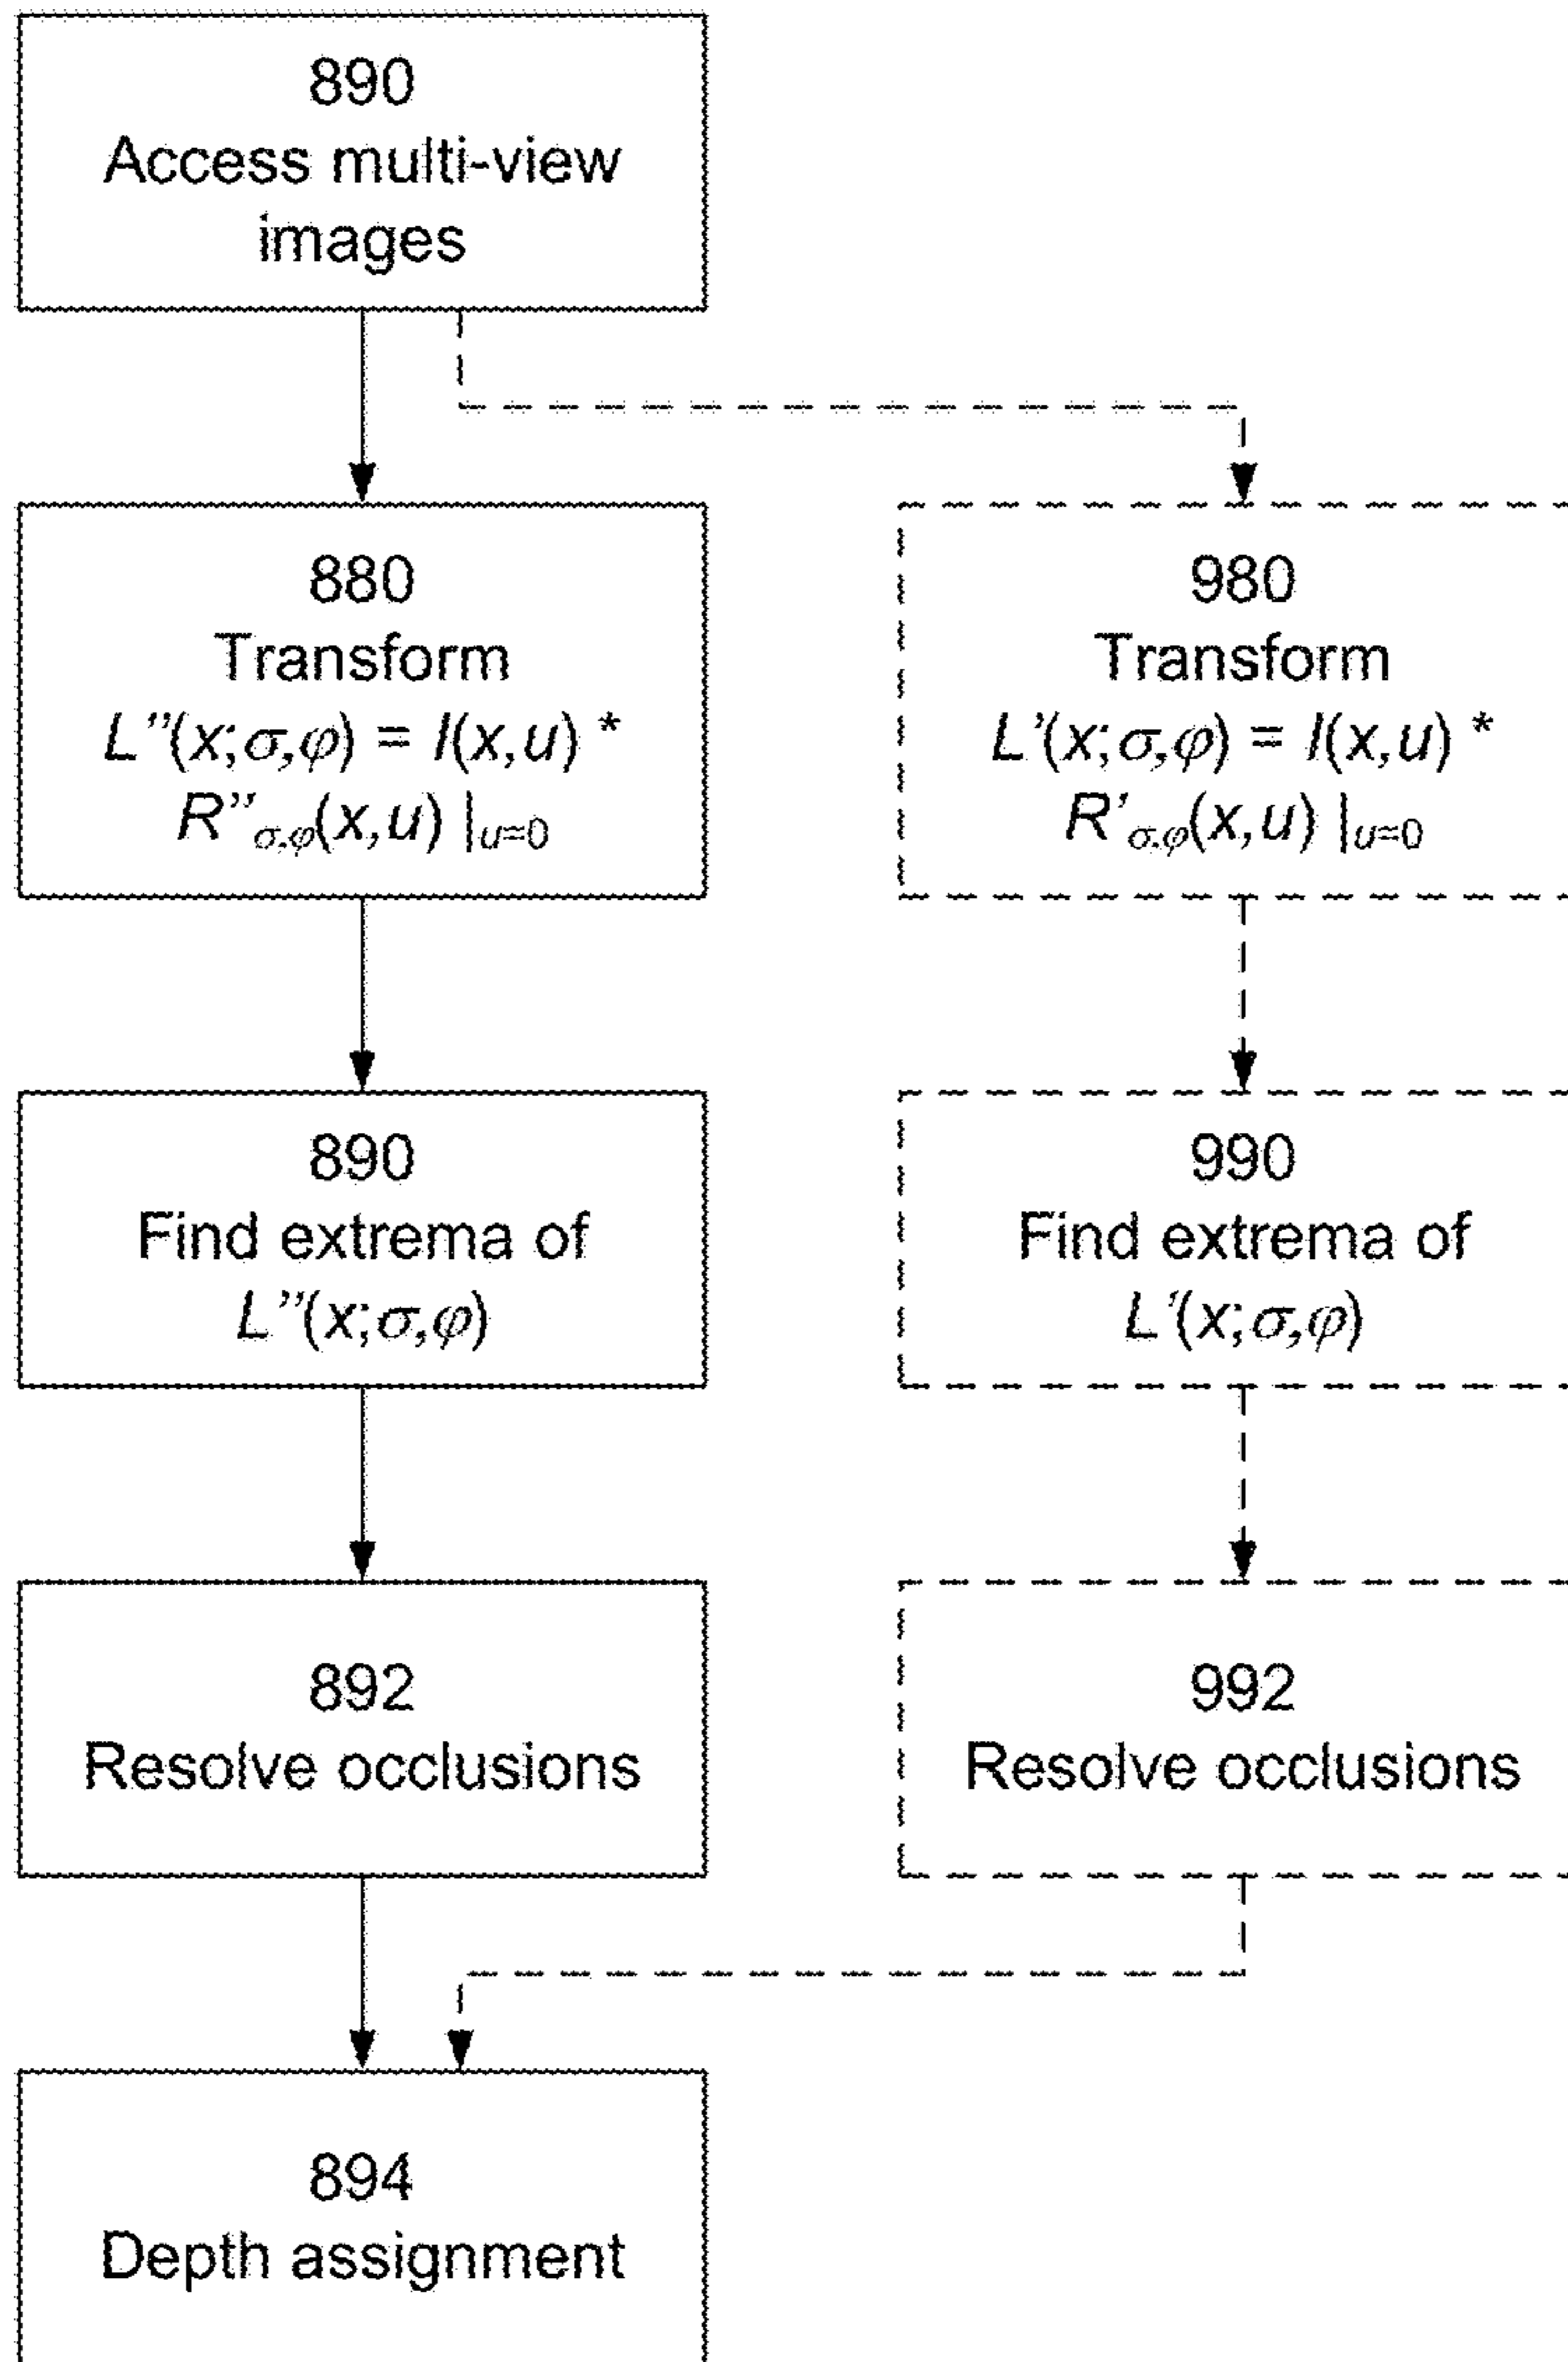 890
Access multi-view
images
880
Transform
L’’(x;σ,φ) = I(x,u) *
R’’σ,φ(x,u) |u=0
980
Transform
L’(x;σ,φ) = I(x,u) *
R’σ,φ(x,u) |u=0
890
Find extrema of
L’’(x;σ,φ)
990
Find extrema of
L’(x;σ,φ)
892
Resolve occlusions
992
Resolve occlusions
894
Depth assignment